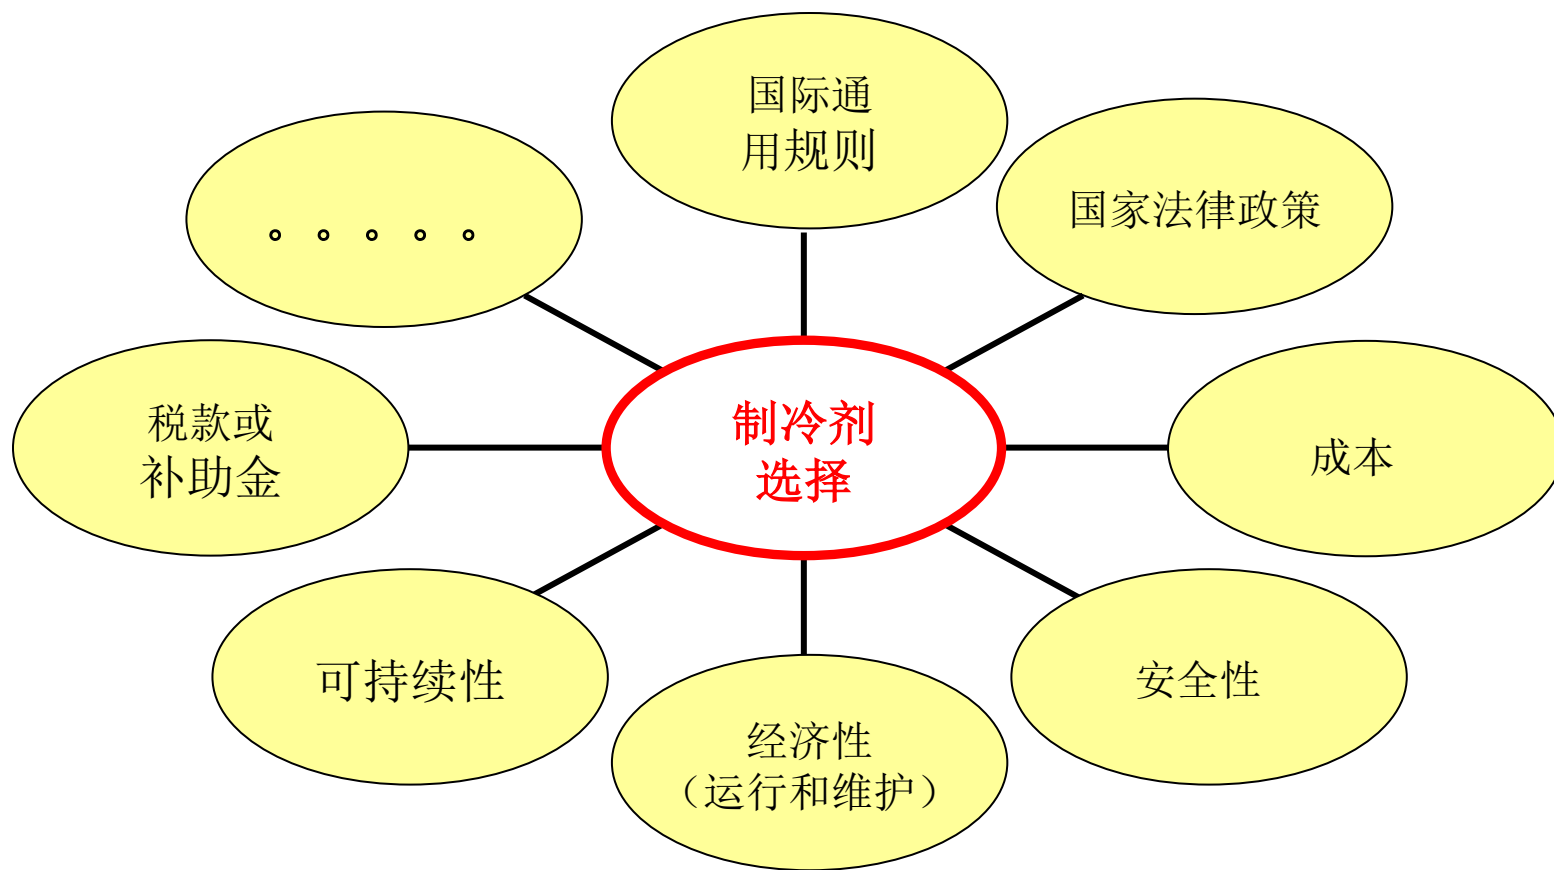 国际通
用规则
国家法律政策
。。。。。
税款或
补助金
制冷剂
选择
成本
可持续性
安全性
经济性
（运行和维护）